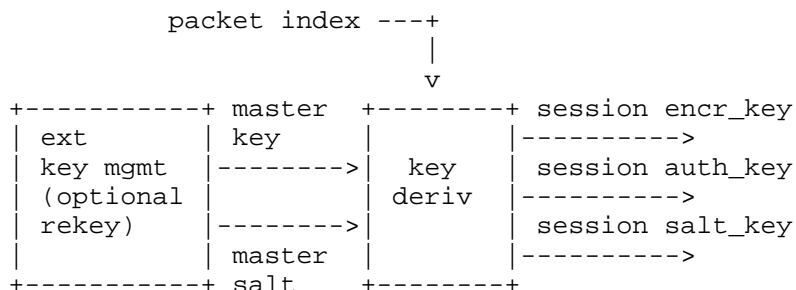 packet index ---+
|
v
+-----------+ master +--------+ session encr_key
| ext | key | |---------->
| key mgmt |-------->| key | session auth_key
| (optional | | deriv |---------->
| rekey) |-------->| | session salt_key
| | master | |---------->
+-----------+ salt +--------+